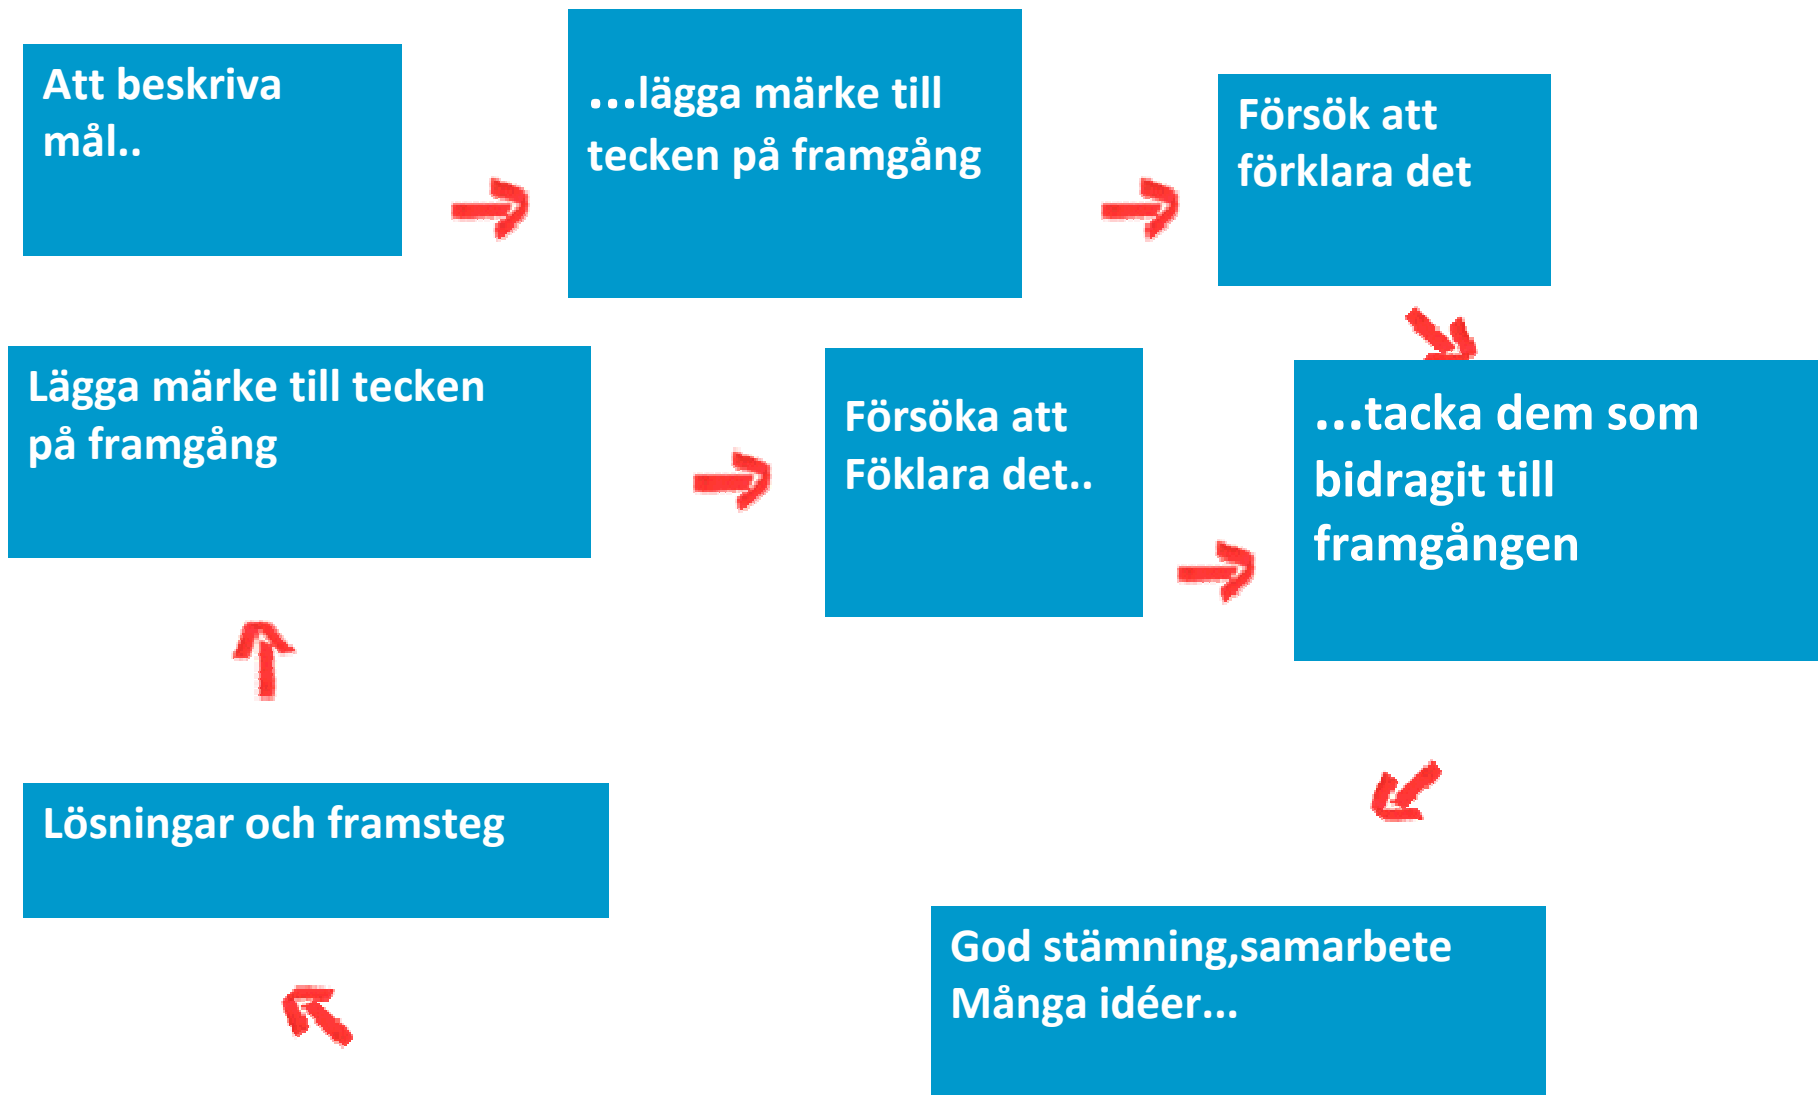 Att beskriva
mål..
...lägga märke till
tecken på framgång
Försök att
förklara det
Lägga märke till tecken
på framgång
Försöka att
Föklara det..
...tacka dem som
bidragit till
framgången
Lösningar och framsteg
God stämning,samarbete
Många idéer...